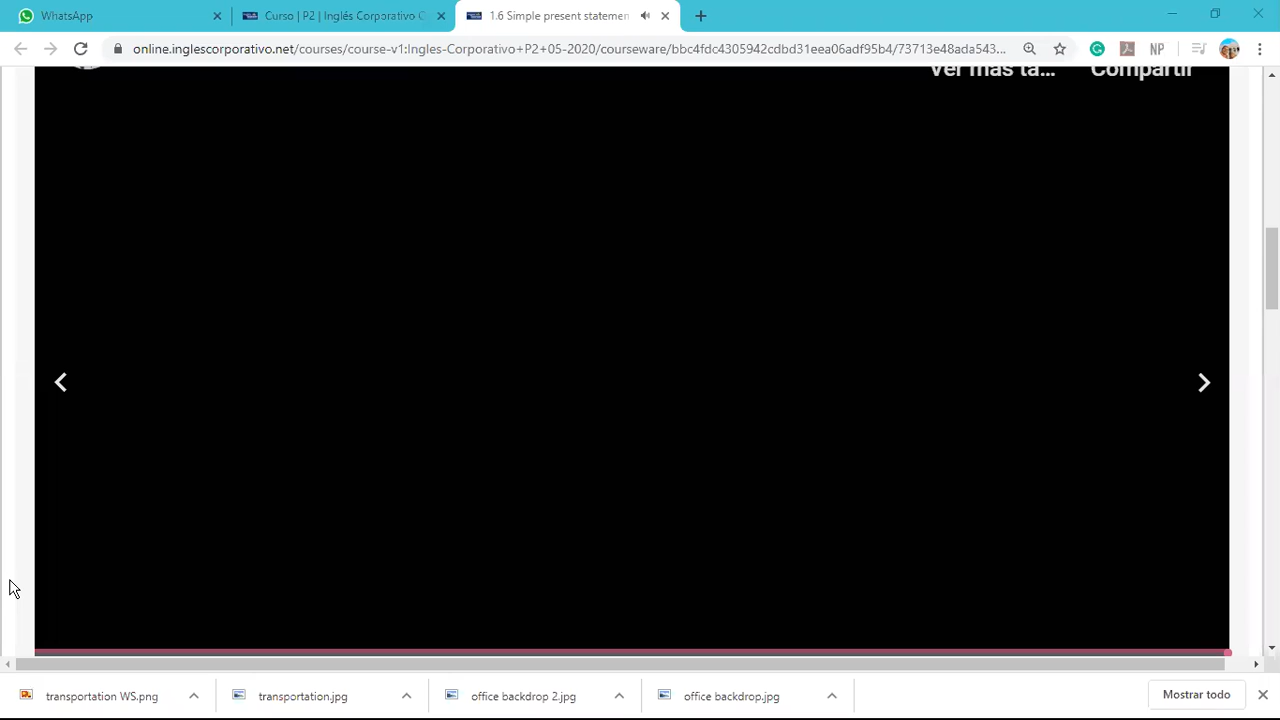 WhatsApp
Curso | P2 | Inglés Corporativo C
1.6 Simple present statemen
online.inglescorporativo.net/courses/course-v1:Ingles-Corporativo+P2+05-2020/courseware/bbc4fdc4305942cdbd31eea06adf95b4/73713e48ada543...
NP
Ver más ta...
Compartir
transportation WS.png
transportation.jpg
office backdrop 2.jpg
office backdrop.jpg
Mostrar todo